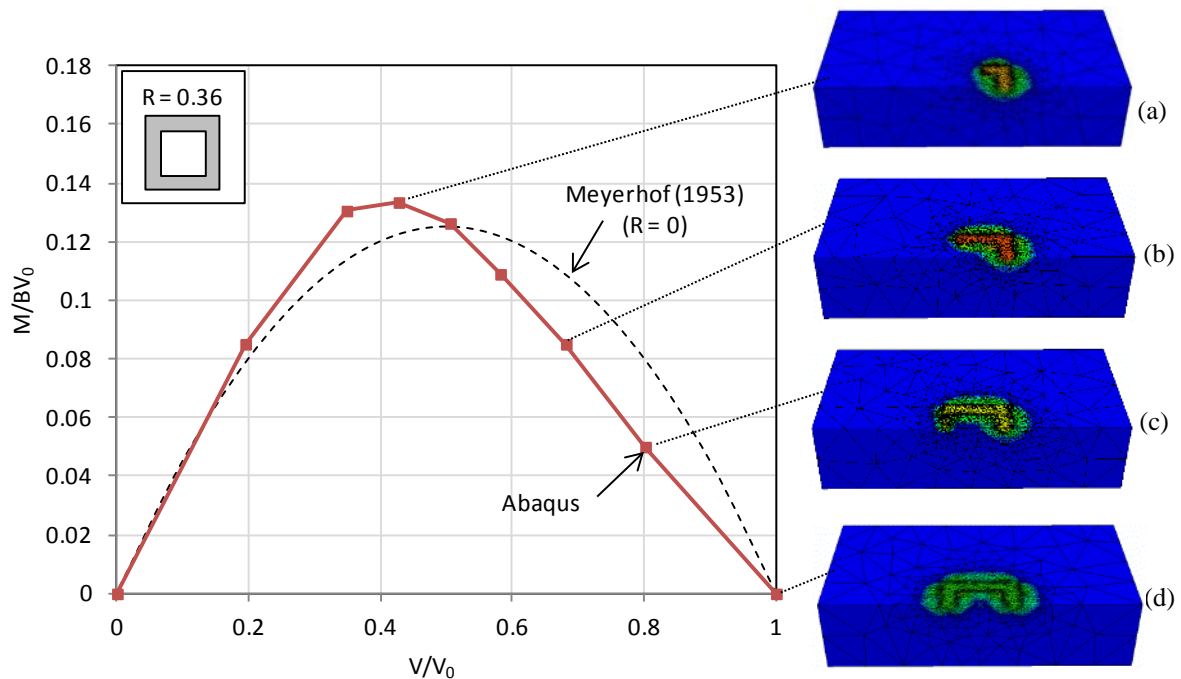 0.18
0.16
0.14
0.12
0.10
0.08
0.06
0.04
0.02
0
M/BV₀
R = 0.36
Meyerhof (1953)
(R = 0)
Abaqus
0
0.2
0.4
0.6
0.8
1
V/V₀
(a)
(b)
(c)
(d)